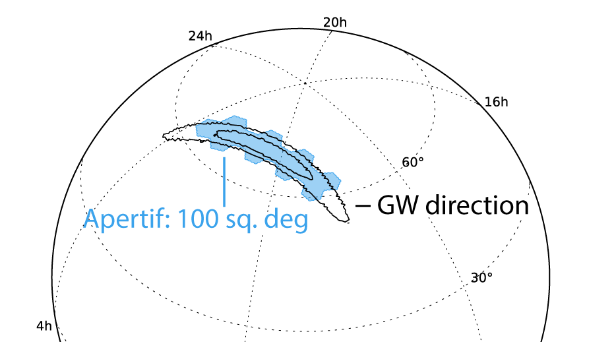 20h
24h
16h
60°
– GW direction
Apertif: 100 sq. deg
30°
4h